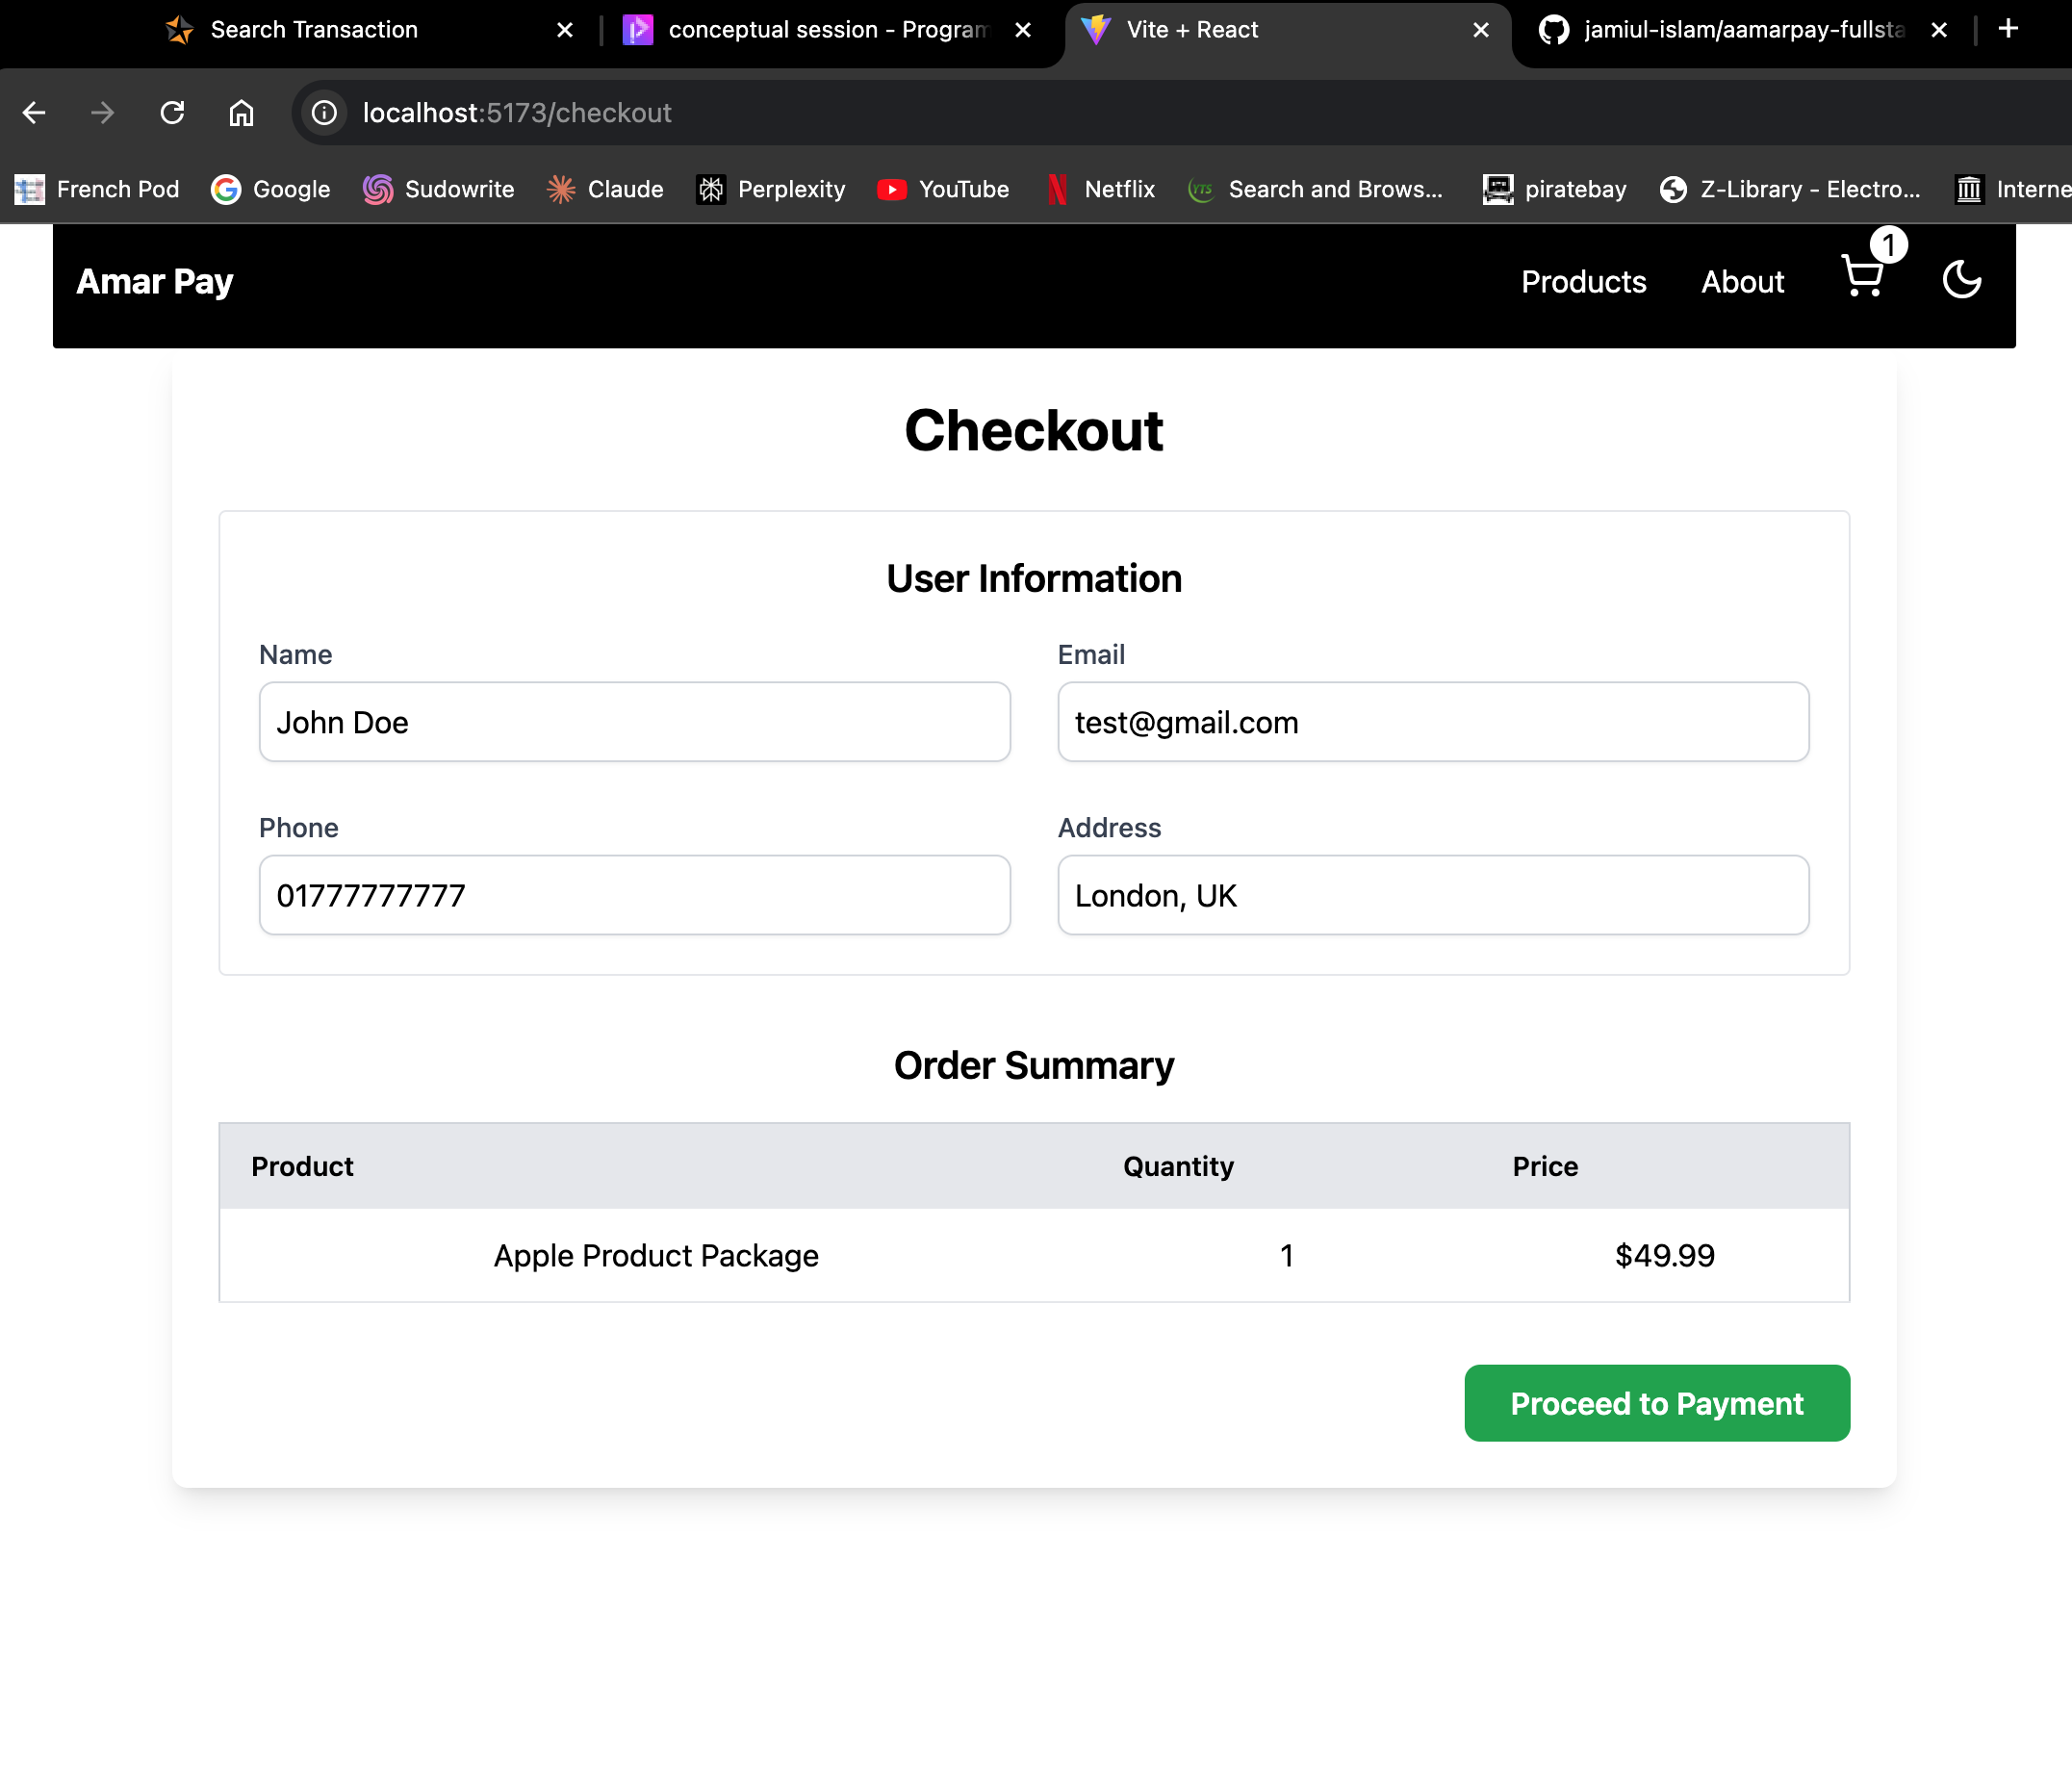 Search Transaction
conceptual session - Program
Vite + React
jamiul-islam/aamarpay-fullsta
localhost:5173/checkout
French Pod Google Sudowrite Claude Perplexity YouTube Netflix YTS Search and Brows... piratebay Z-Library - Electro... Interne
Amar Pay Products About 1
Checkout
User Information
Name Email
John Doe test@gmail.com
Phone Address
01777777777 London, UK
Order Summary
Product Quantity Price
Apple Product Package 1 $49.99
Proceed to Payment